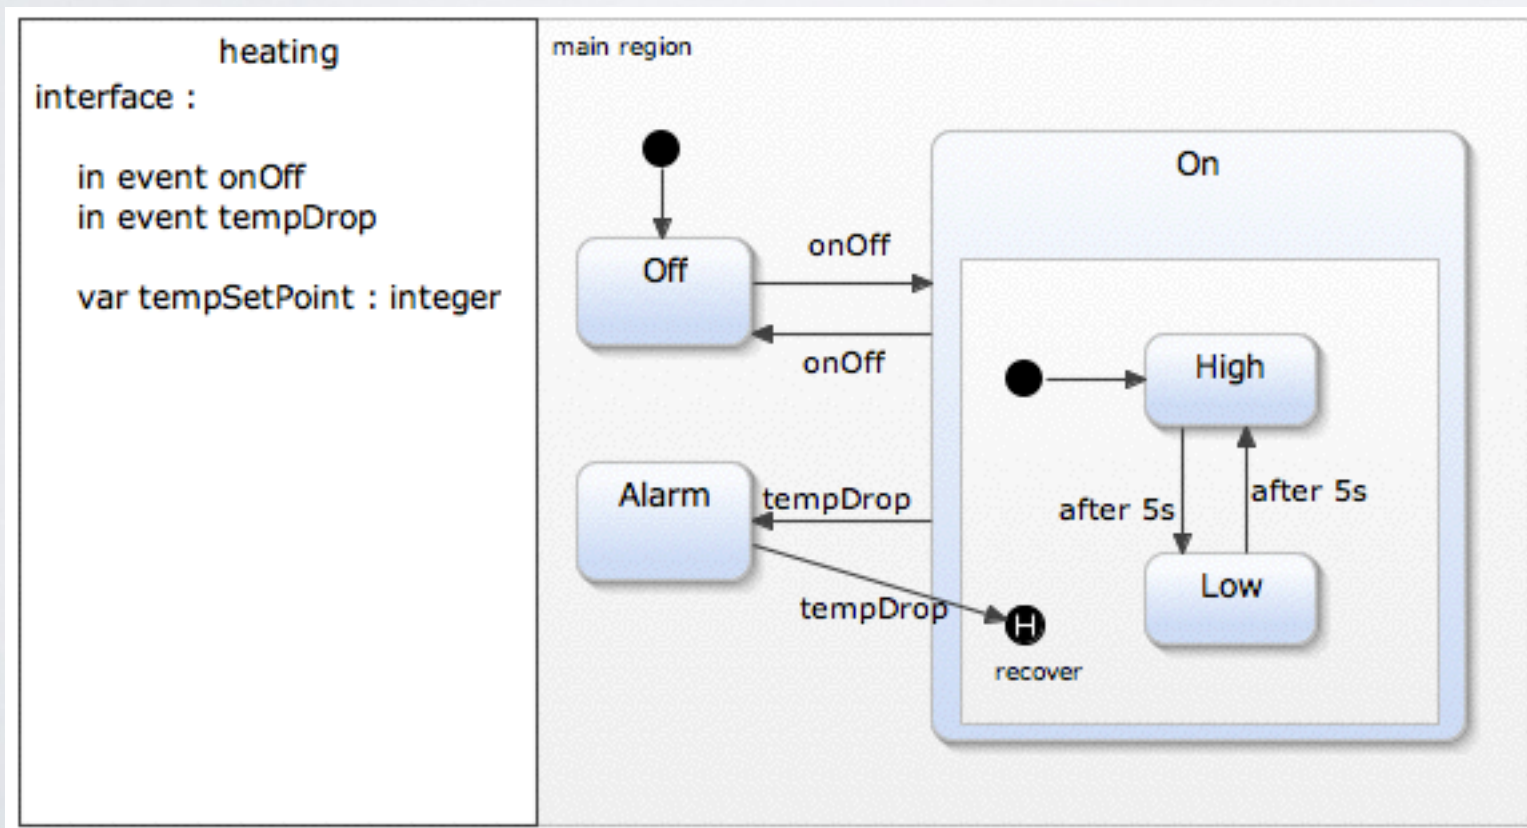 heating
interface :
in event onOff
in event tempDrop
var tempSetPoint : integer
main region
On
Off
onOff
onOff
High
Alarm
tempDrop
after 5s
after 5s
Low
tempDrop
H
recover